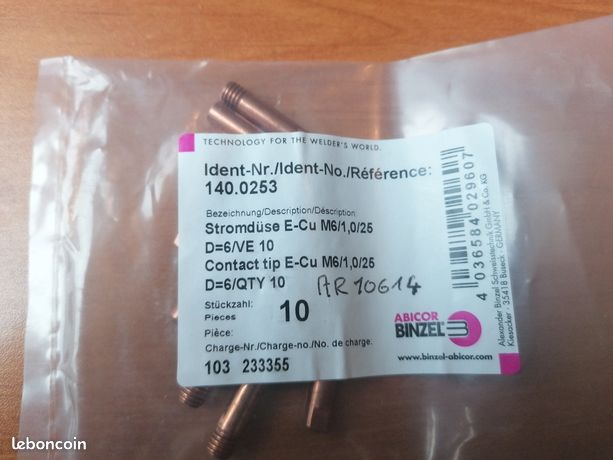 TECHNOLOGY FOR THE WELDER'S WORLD.
Ident-Nr./Ident-No./Référence:
140.0253
Bezeichnung/Description/Déscription:
Stromdüse E-Cu M6/1,0/25
D=6/VE 10
Contact tip E-Cu M6/1,0/25
D=6/QTY 10
AR10614
Stückzahl:
Pieces
Pièce:
10
Charge-Nr./Charge-no./No. de charge:
103 233355
ABICOR
BINZEL
www.binzel-abicor.com
4 036584 029607
Alexander Binzel Schweisstechnik GmbH & Co. KG
Kiesacker · 35418 Buseck · GERMANY
leboncoin